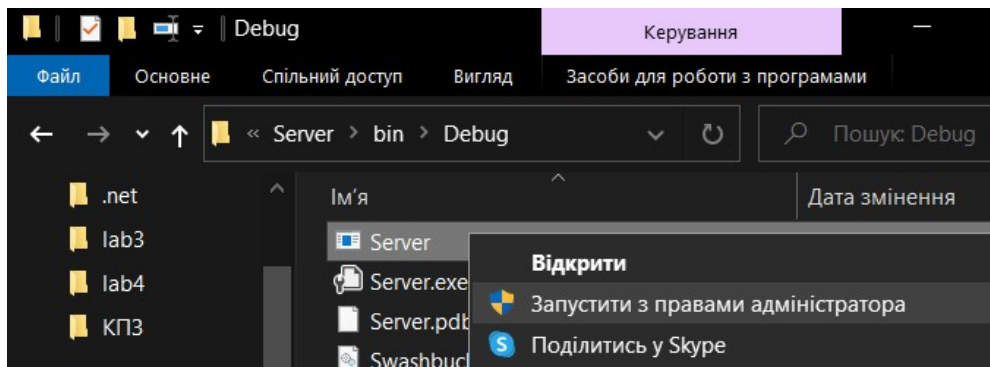 Debug
Керування
Файл Основне Спільний доступ Вигляд Засоби для роботи з програмами
« Server › bin › Debug Пошук: Debug
.net Ім'я Дата змінення
lab3 Server
Відкрити
lab4 Server.exe
Запустити з правами адміністратора
КПЗ Server.pdb
Поділитись у Skype